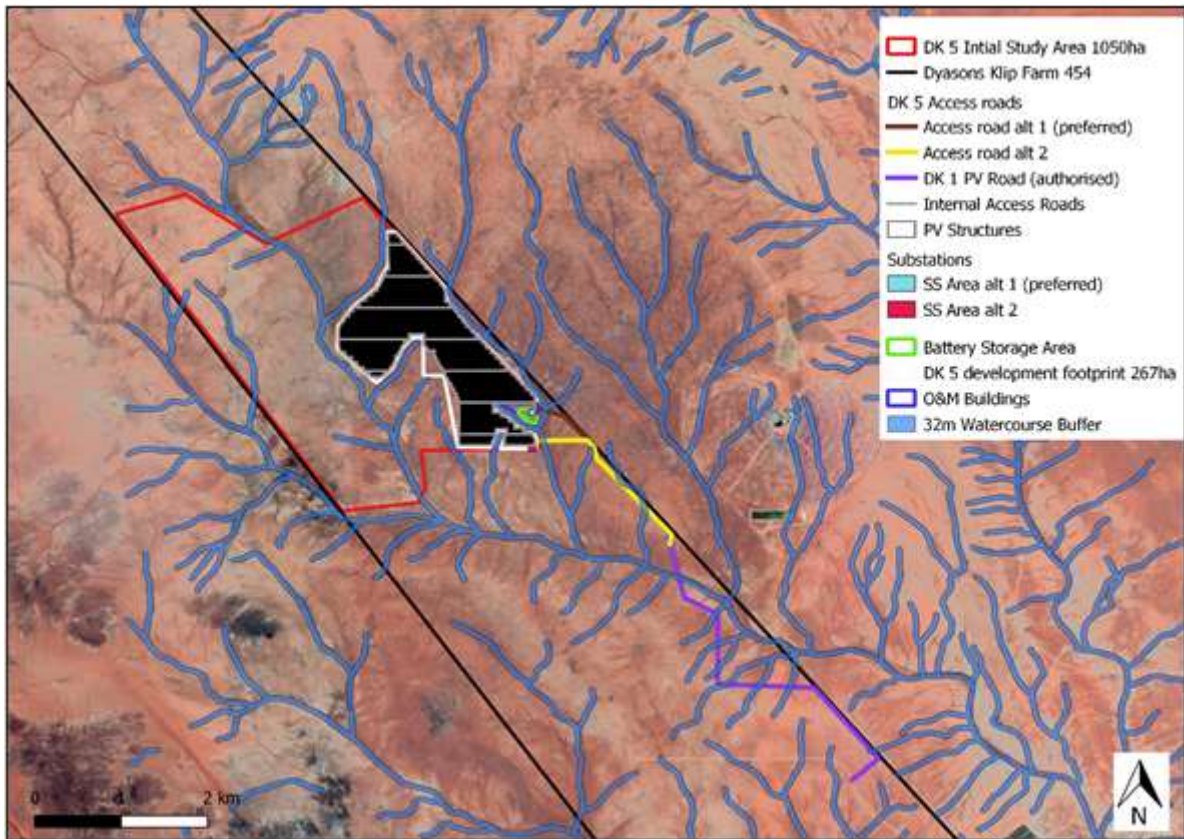 DK 5 Intial Study Area 1050ha
Dyasons Klip Farm 454
DK 5 Access roads
Access road alt 1 (preferred)
Access road alt 2
DK 1 PV Road (authorised)
Internal Access Roads
PV Structures
Substations
SS Area alt 1 (preferred)
SS Area alt 2
Battery Storage Area
DK 5 development footprint 267ha
O&M Buildings
32m Watercourse Buffer
0 1 2 km
N